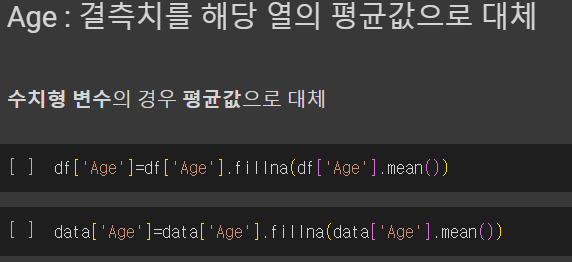 Age : 결측치를 해당 열의 평균값으로 대체
수치형 변수의 경우 평균값으로 대체
[ ] df['Age']=df['Age'].fillna(df['Age'].mean())
[ ] data['Age']=data['Age'].fillna(data['Age'].mean())